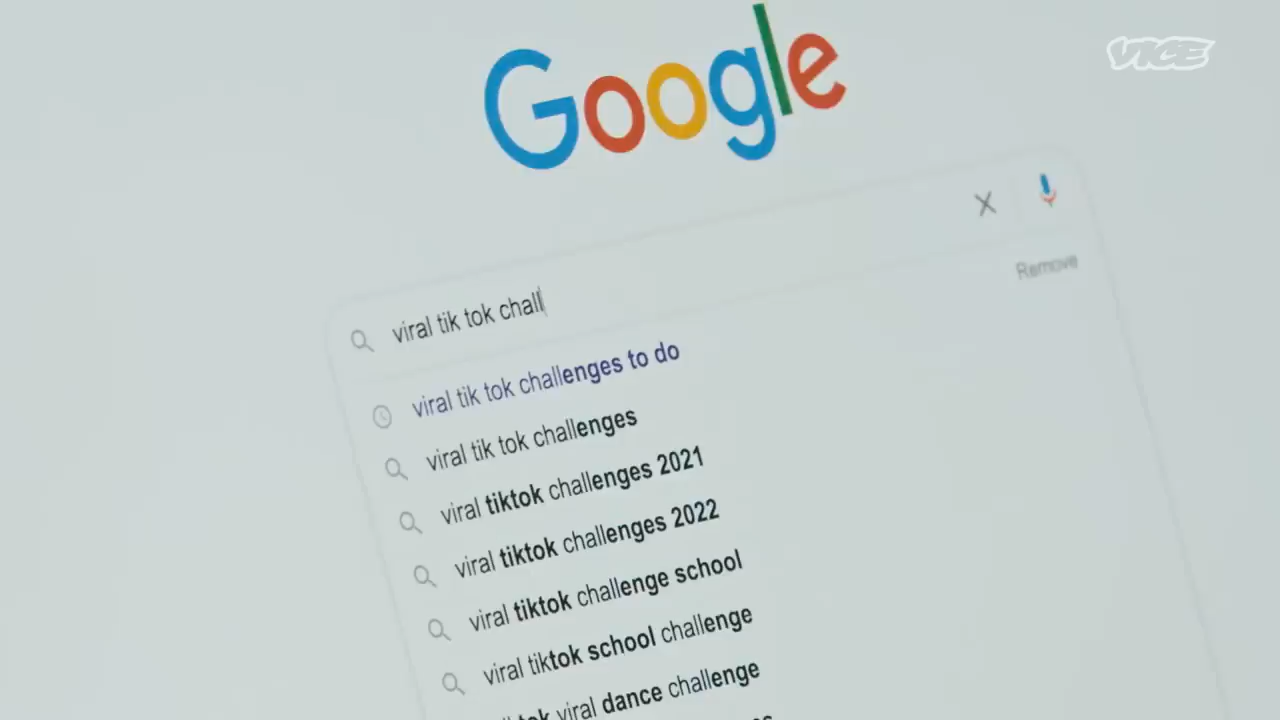 VICE
Google
viral tik tok chall
Remove
viral tik tok challenges to do
viral tik tok challenges
viral tiktok challenges 2021
viral tiktok challenges 2022
viral tiktok challenge school
viral tiktok school challenge
tok viral dance challenge